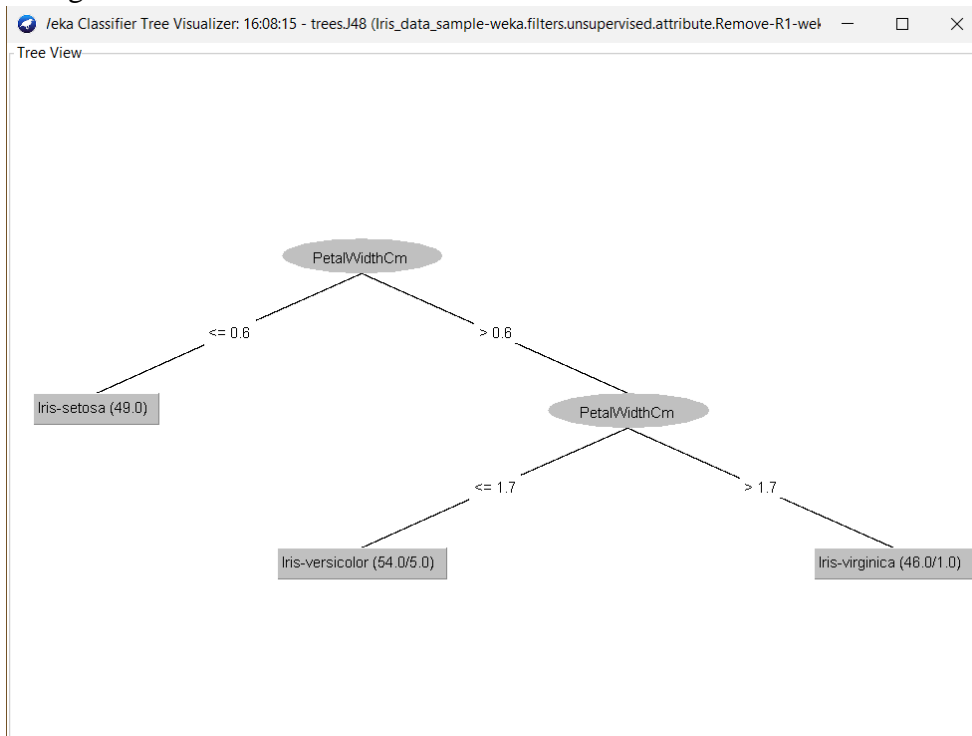 /eka Classifier Tree Visualizer: 16:08:15 - trees.J48 (Iris_data_sample-weka.filters.unsupervised.attribute.Remove-R1-wek
Tree View
PetalWidthCm
<= 0.6
> 0.6
Iris-setosa (49.0)
PetalWidthCm
<= 1.7
> 1.7
Iris-versicolor (54.0/5.0)
Iris-virginica (46.0/1.0)